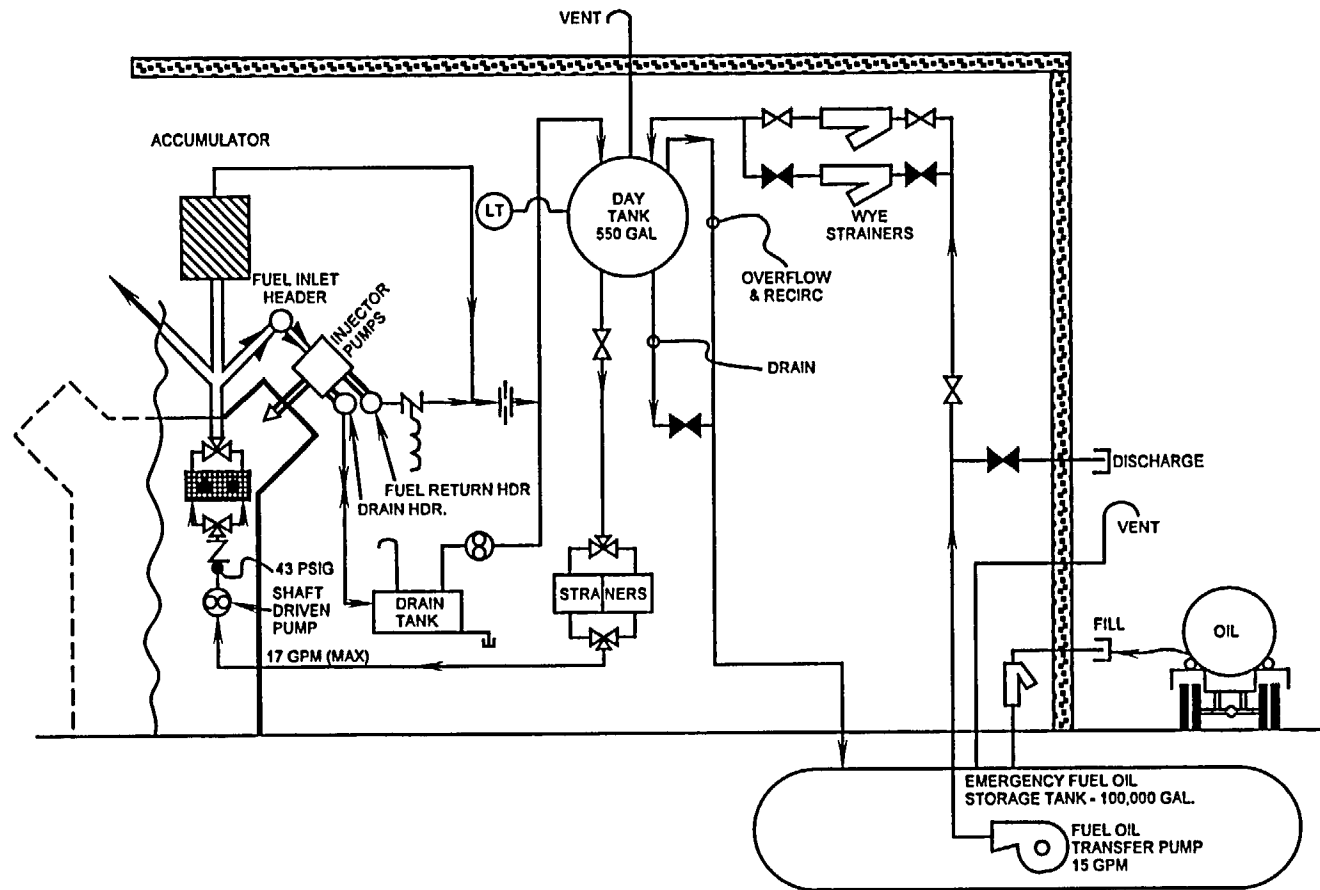 VENT
ACCUMULATOR
LT
DAY
TANK
550 GAL
WYE
STRAINERS
FUEL INLET
HEADER
INJECTOR
PUMPS
OVERFLOW
& RECIRC
DRAIN
FUEL RETURN HDR
DRAIN HDR.
DISCHARGE
VENT
43 PSIG
SHAFT
DRIVEN
PUMP
DRAIN
TANK
STRAINERS
FILL
OIL
17 GPM (MAX)
EMERGENCY FUEL OIL
STORAGE TANK - 100,000 GAL.
FUEL OIL
TRANSFER PUMP
15 GPM